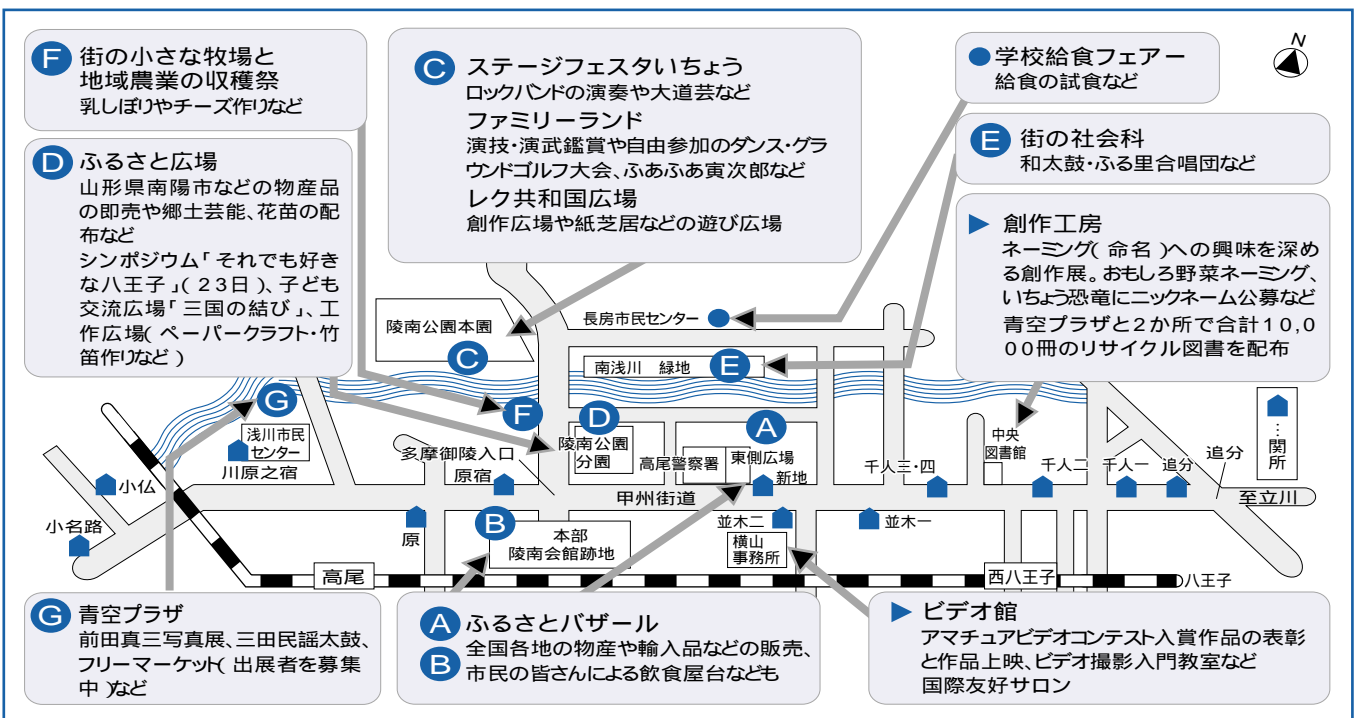 F 街の小さな牧場と
地域農業の収穫祭
乳しぼりやチーズ作りなど
D ふるさと広場
山形県南陽市などの物産品
の即売や郷土芸能、花苗の配
布など
シンポジウム「それでも好き
な八王子」(23日)、子ども
交流広場「三国の結び」、工
作広場(ペーパークラフト・竹
笛作りなど)
C ステージフェスタいちょう
ロックバンドの演奏や大道芸など
ファミリーランド
演技・演武鑑賞や自由参加のダンス・グラ
ウンドゴルフ大会、ふあふあ寅次郎など
レク共和国広場
創作広場や紙芝居などの遊び広場
学校給食フェアー
給食の試食など
N
E 街の社会科
和太鼓・ふる里合唱団など
創作工房
ネーミング(命名)への興味を深め
る創作展。おもしろ野菜ネーミング、
いちょう恐竜にニックネーム公募など
青空プラザと2か所で合計10,0
00冊のリサイクル図書を配布
陵南公園本園
C
長房市民センター
南浅川 緑地
E
G
浅川市民
センター
川原之宿
F
D
陵南公園
分園
A
高尾警察署
東側広場
新地
多摩御陵入口
原宿
中央
図書館
千人三・四
千人二
千人一
追分
追分
…関所
至立川
小仏
小名路
原
甲州街道
B
本部
陵南会館跡地
並木二
横山
事務所
並木一
高尾
西八王子
八王子
G 青空プラザ
前田真三写真展、三田民謡太鼓、
フリーマーケット(出展者を募集
中)など
A ふるさとバザール
B 全国各地の物産や輸入品などの販売、
市民の皆さんによる飲食屋台なども
ビデオ館
アマチュアビデオコンテスト入賞作品の表彰
と作品上映、ビデオ撮影入門教室など
国際友好サロン